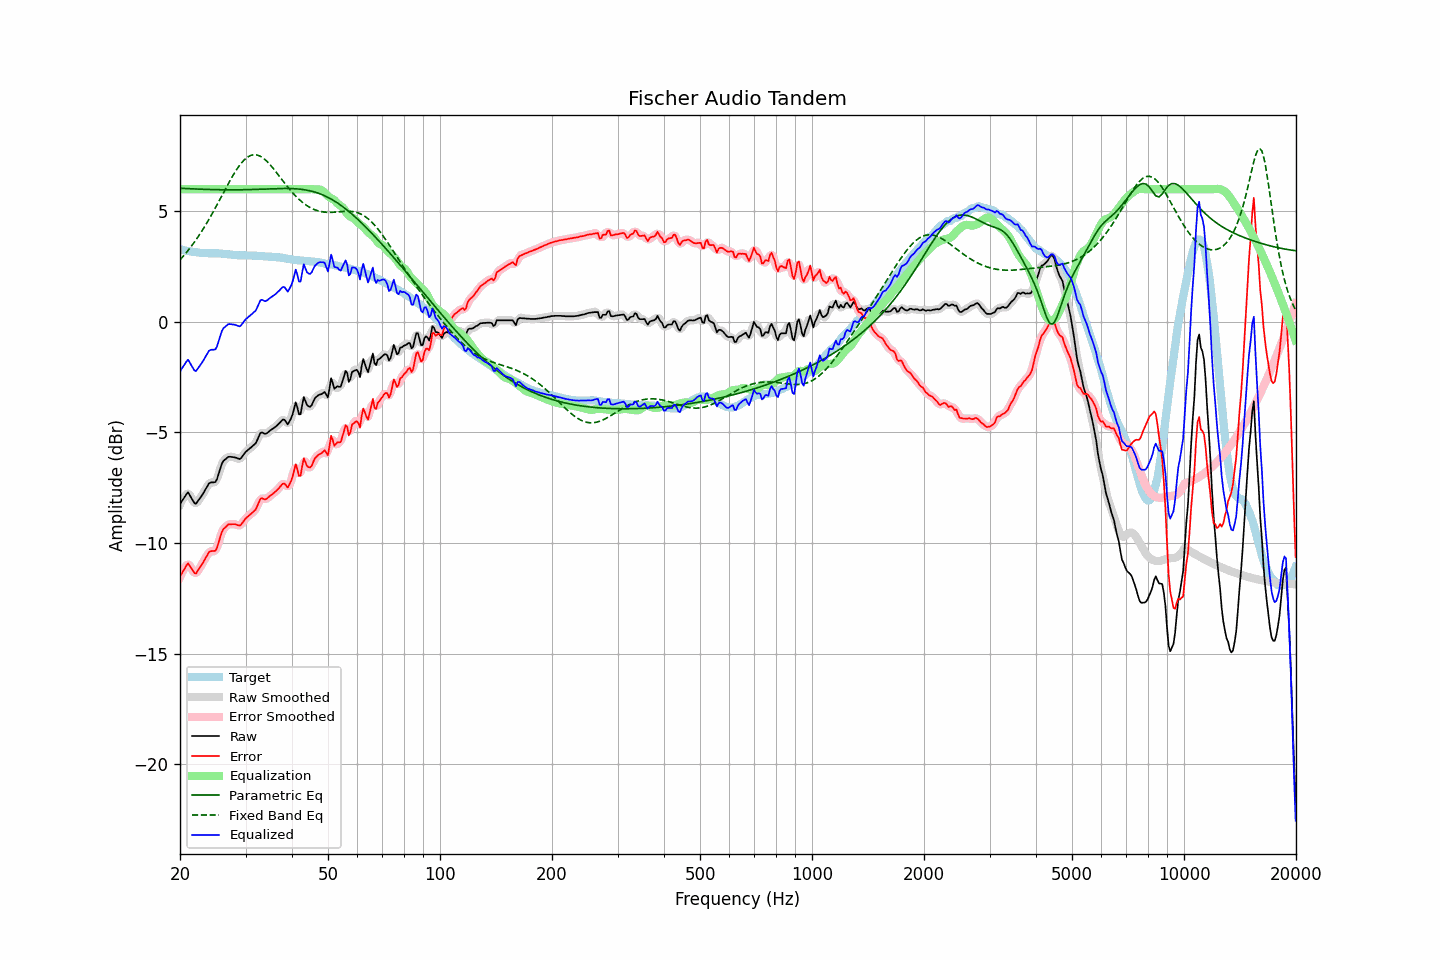 Fischer Audio Tandem
Amplitude (dBr)
5
0
−5
−10
−15
−20
Target
Raw Smoothed
Error Smoothed
Raw
Error
Equalization
Parametric Eq
Fixed Band Eq
Equalized
20 50 100 200 500 1000 2000 5000 10000 20000
Frequency (Hz)